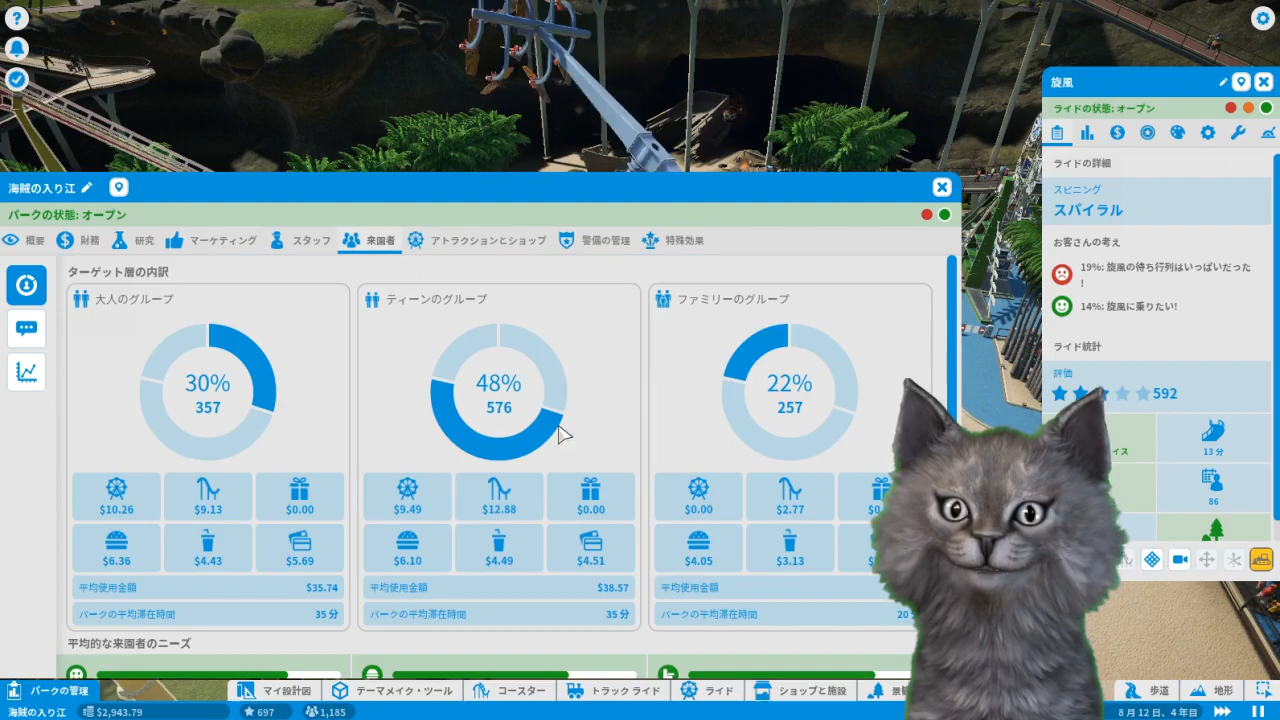 ?
旋風
ライドの状態: オープン
ライドの詳細
スピニング
スパイラル
お客さんの考え
19%: 旋風の待ち行列はいっぱいだった
!
14%: 旋風に乗りたい!
ライド統計
評価
592
イス
13 分
86
海賊の入り江
パークの状態: オープン
概要 財務 研究 マーケティング スタッフ 来園者 アトラクションとショップ 警備の管理 特殊効果
ターゲット層の内訳
大人のグループ
30%
357
$10.26 $9.13 $0.00
$6.36 $4.43 $5.69
平均使用金額 $35.74
パークの平均滞在時間 35 分
ティーンのグループ
48%
576
$9.49 $12.88 $0.00
$6.10 $4.49 $4.51
平均使用金額 $38.57
パークの平均滞在時間 35 分
ファミリーのグループ
22%
257
$0.00 $2.77
$4.05 $3.13
平均使用金額
パークの平均滞在時間 20
平均的な来園者のニーズ
パークの管理 マイ設計図 テーマメイク・ツール コースター トラック ライド ライド ショップと施設 景 歩道 地形
海賊の入り江 $2,943.79 697 1,185 8 月 12 日、4 年目